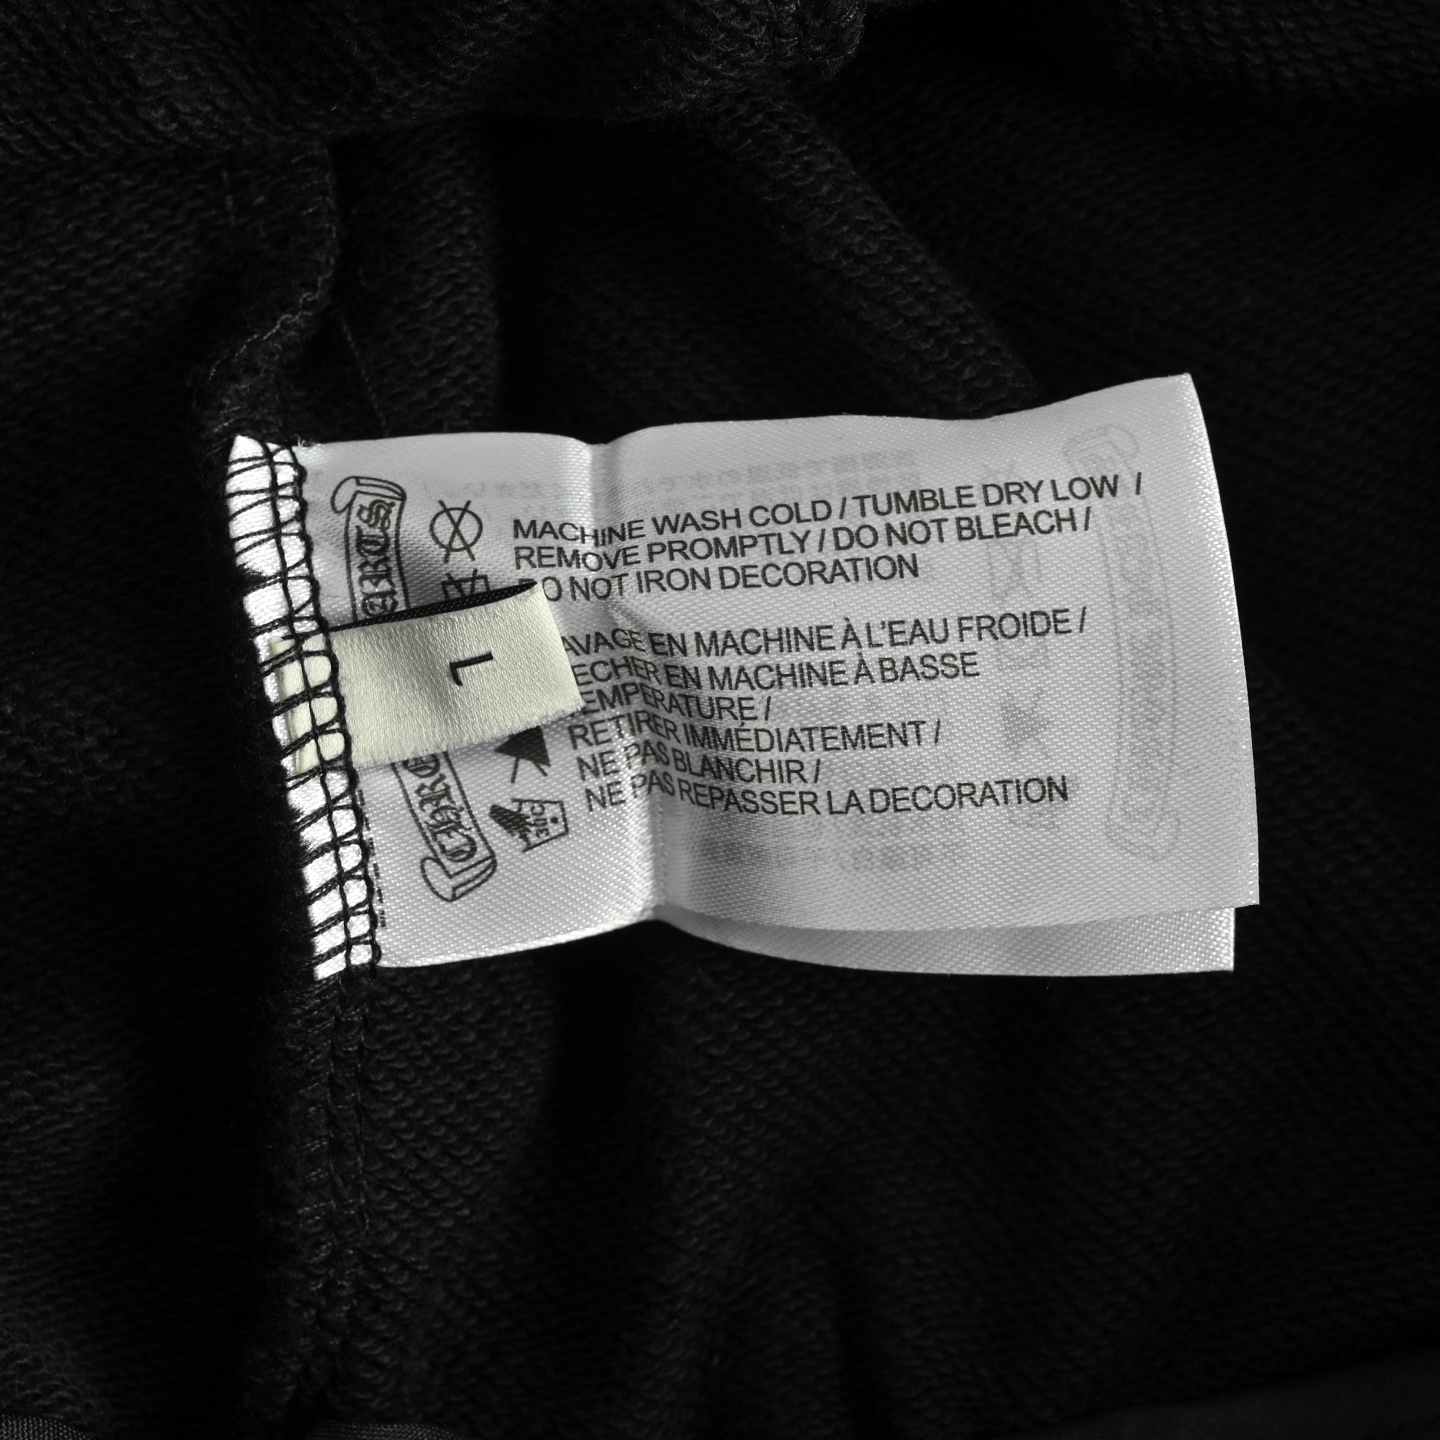 MACHINE WASH COLD / TUMBLE DRY LOW /
REMOVE PROMPTLY / DO NOT BLEACH /
DO NOT IRON DECORATION
AVAGE EN MACHINE À L'EAU FROIDE /
ECHER EN MACHINE À BASSE
TEMPERATURE /
RETIRER IMMÉDIATEMENT /
NE PAS BLANCHIR /
NE PAS REPASSER LA DECORATION
L